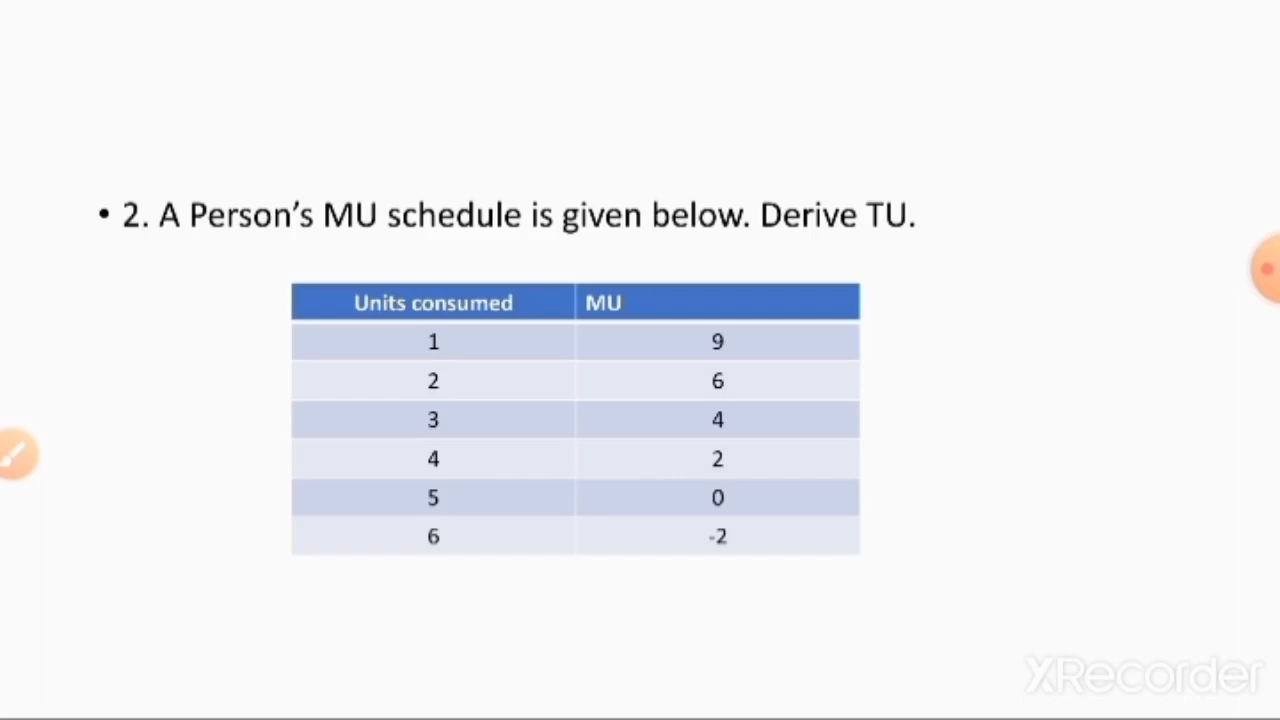 • 2. A Person’s MU schedule is given below. Derive TU.
Units consumed MU
1 9
2 6
3 4
4 2
5 0
6 -2
XRecorder